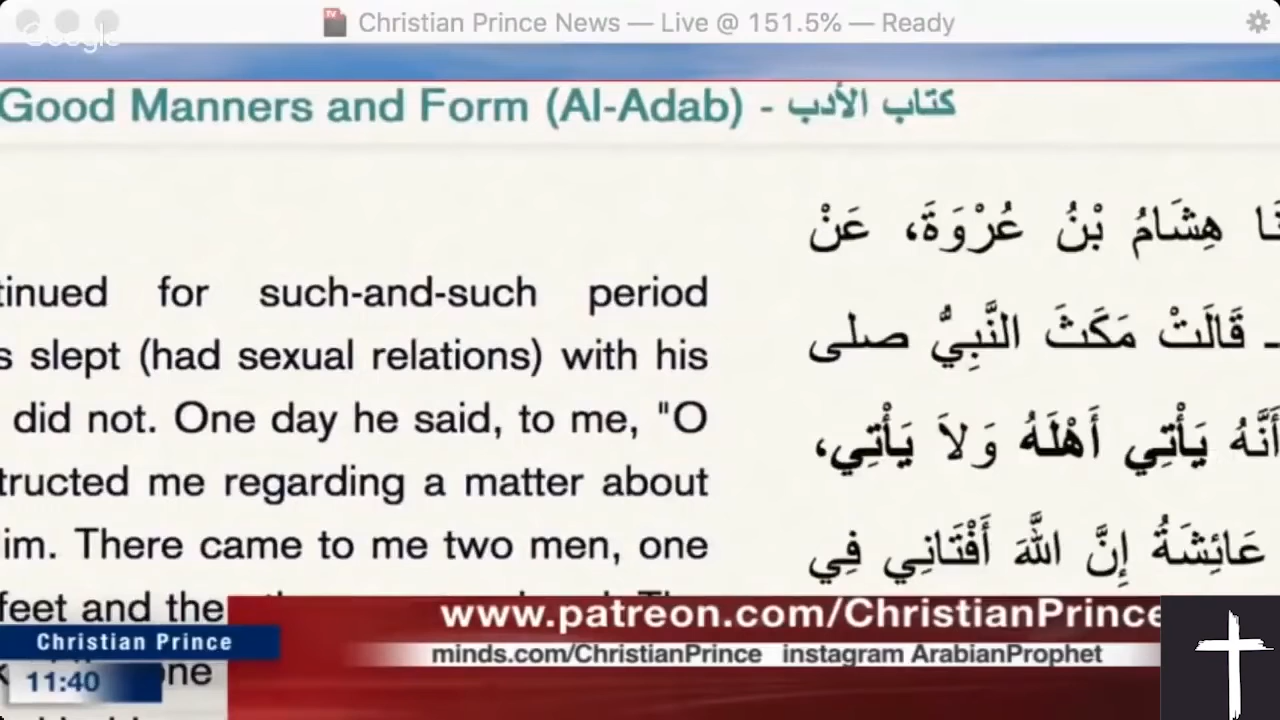 Christian Prince News — Live @ 151.5% — Ready
Google
Good Manners and Form (Al-Adab) - كتاب الأدب
نَا هِشَامُ بْنُ عُرْوَةَ، عَنْ
tinued for such-and-such period
ـ قَالَتْ مَكَثَ النَّبِيُّ صلى
s slept (had sexual relations) with his
did not. One day he said, to me, "O
أَنَّهُ يَأْتِي أَهْلَهُ وَلاَ يَأْتِي،
tructed me regarding a matter about
im. There came to me two men, one
عَائِشَةُ إِنَّ اللَّهَ أَفْتَانِي فِي
feet and the
www.patreon.com/ChristianPrince
Christian Prince
minds.com/ChristianPrince instagram ArabianProphet
11:40
one